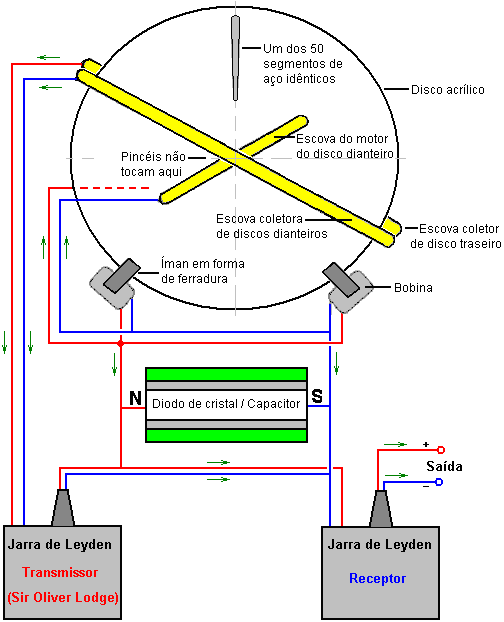 Um dos 50
segmentos de
aço idênticos
Disco acrílico
Escova do motor
do disco dianteiro
Pincéis não
tocam aqui
Escova coletora
de discos dianteiros
Escova coletor
de disco traseiro
Íman em forma
de ferradura
Bobina
N
S
Diodo de cristal / Capacitor
+
Saída
–
Jarra de Leyden
Transmissor
(Sir Oliver Lodge)
Jarra de Leyden
Receptor